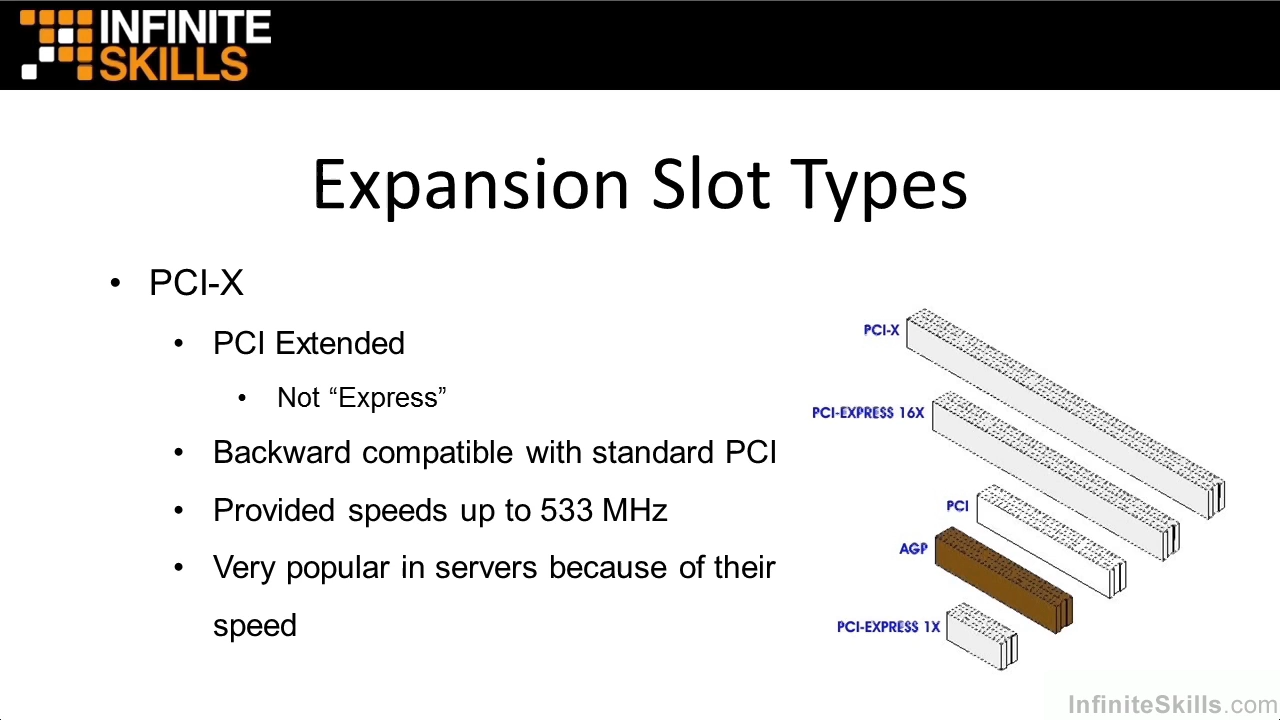 INFINITE
SKILLS
Expansion Slot Types
• PCI-X
• PCI Extended
• Not “Express”
• Backward compatible with standard PCI
• Provided speeds up to 533 MHz
• Very popular in servers because of their
speed
PCI-X
PCI-EXPRESS 16X
PCI
AGP
PCI-EXPRESS 1X
InfiniteSkills.com